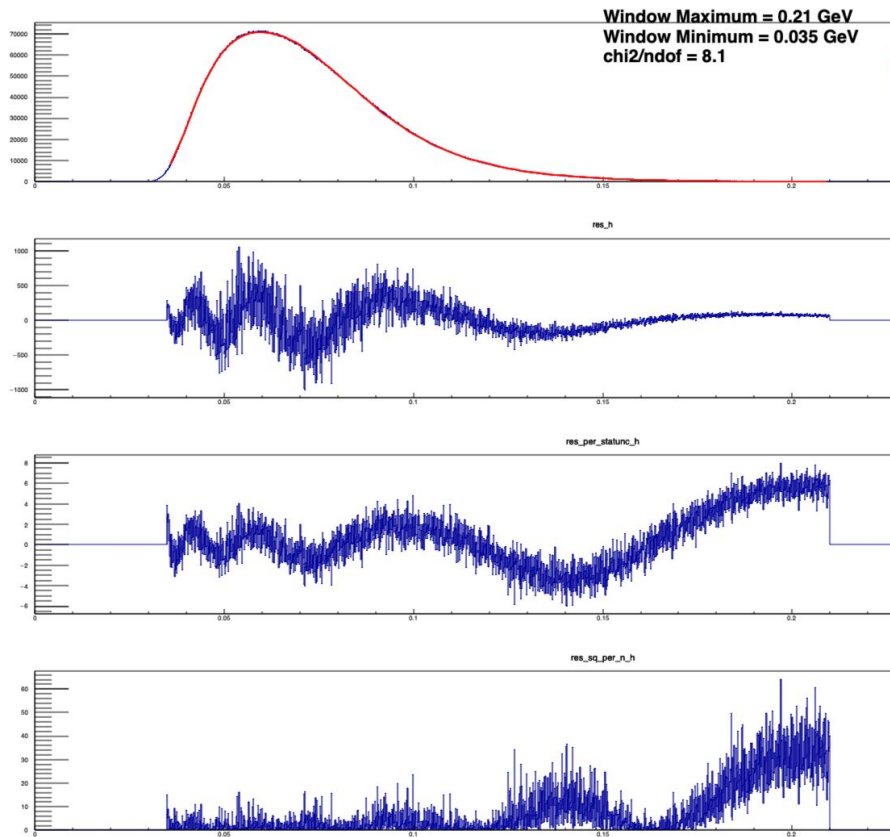 Window Maximum = 0.21 GeV
Window Minimum = 0.035 GeV
chi2/ndof = 8.1
70000
60000
50000
40000
30000
20000
10000
0
0 0.05 0.1 0.15 0.2
res_h
1000
500
0
−500
−1000
0 0.05 0.1 0.15 0.2
res_per_statunc_h
8
6
4
2
0
−2
−4
−6
0 0.05 0.1 0.15 0.2
res_sq_per_n_h
60
50
40
30
20
10
0
0 0.05 0.1 0.15 0.2